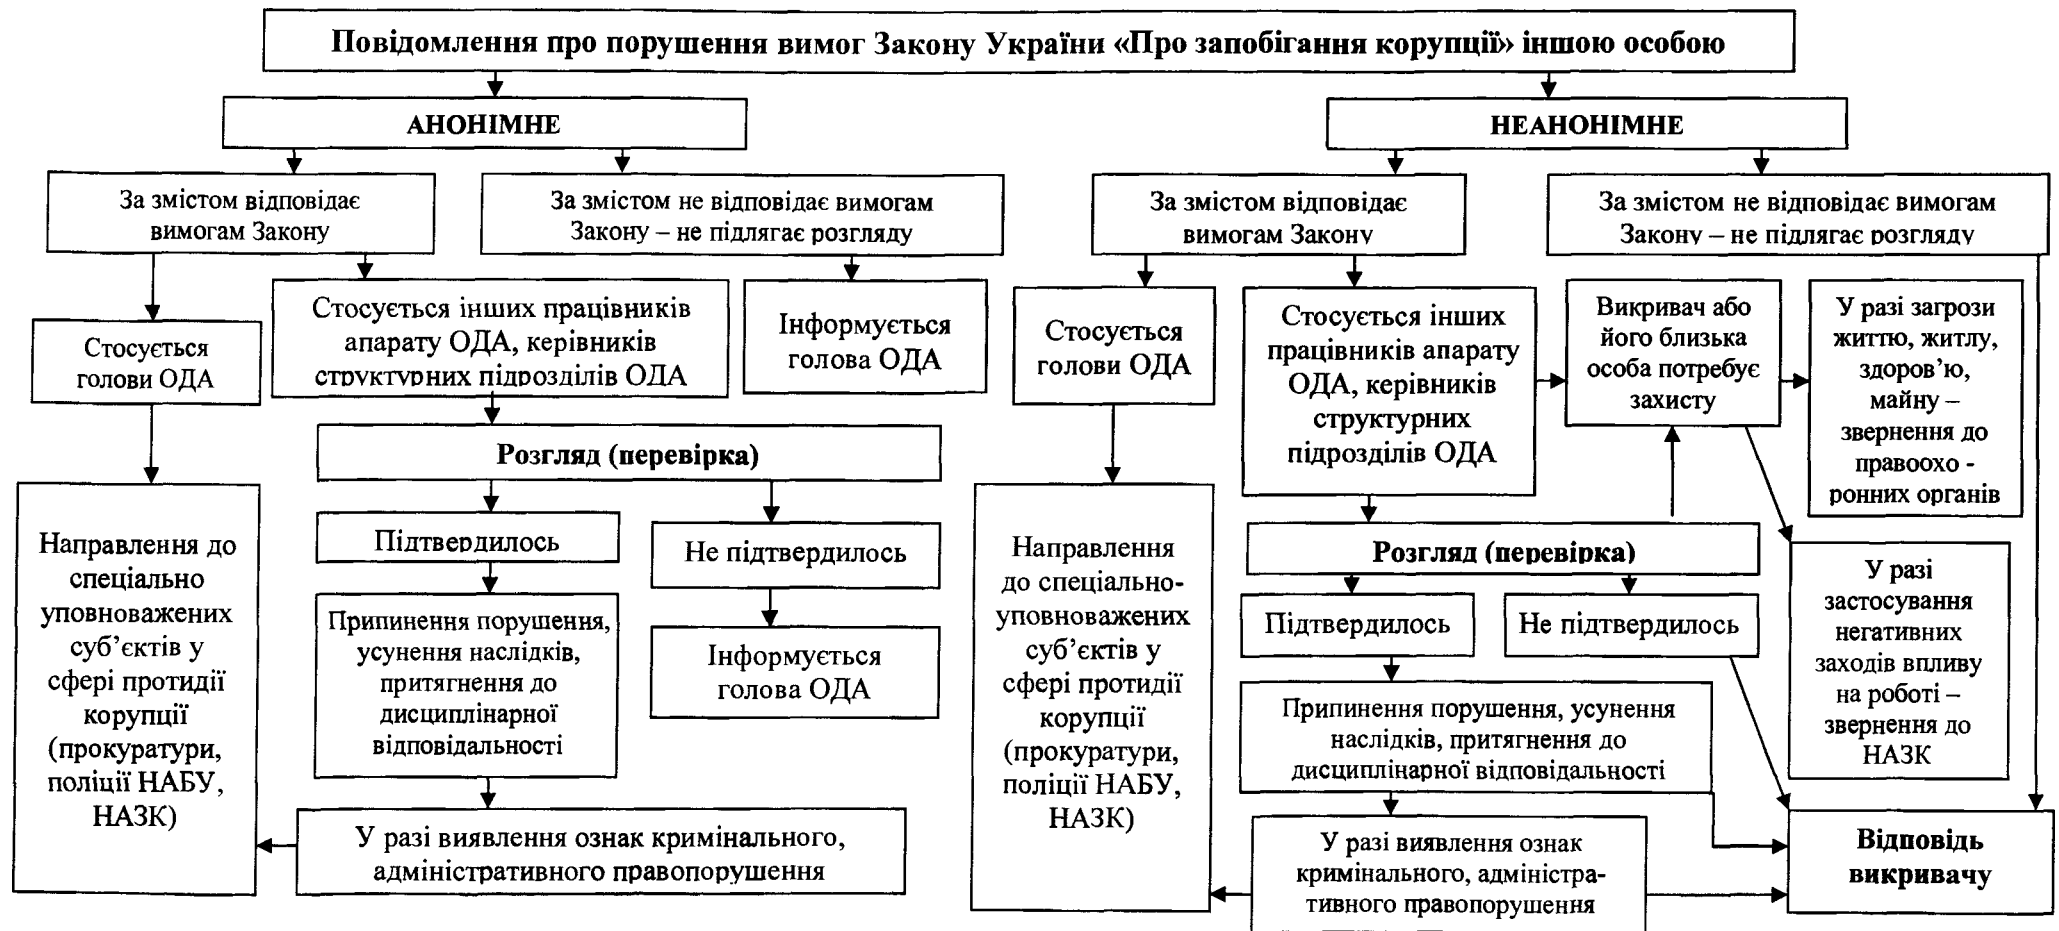 Повідомлення про порушення вимог Закону України «Про запобігання корупції» іншою особою
АНОНІМНЕ
НЕАНОНІМНЕ
За змістом відповідає
вимогам Закону
За змістом не відповідає вимогам
Закону – не підлягає розгляду
За змістом відповідає
вимогам Закону
За змістом не відповідає вимогам
Закону – не підлягає розгляду
Стосується
голови ОДА
Стосується інших працівників
апарату ОДА, керівників
структурних підрозділів ОДА
Інформується
голова ОДА
Стосується
голови ОДА
Стосується інших
працівників апарату
ОДА, керівників
структурних
підрозділів ОДА
Викривач або
його близька
особа потребує
захисту
У разі загрози
життю, житлу,
здоров’ю,
майну –
звернення до
правоохо -
ронних органів
Розгляд (перевірка)
Підтвердилось
Не підтвердилось
Припинення порушення,
усунення наслідків,
притягнення до
дисциплінарної
відповідальності
Інформується
голова ОДА
Направлення до
спеціально
уповноважених
суб’єктів у
сфері протидії
корупції
(прокуратури,
поліції НАБУ,
НАЗК)
У разі виявлення ознак кримінального,
адміністративного правопорушення
Направлення
до спеціально-
уповноважених
суб’єктів у
сфері протидії
корупції
(прокуратури,
поліції НАБУ,
НАЗК)
Розгляд (перевірка)
Підтвердилось
Не підтвердилось
Припинення порушення, усунення
наслідків, притягнення до
дисциплінарної відповідальності
У разі виявлення ознак
кримінального, адміністра-
тивного правопорушення
У разі
застосування
негативних
заходів впливу
на роботі –
звернення до
НАЗК
Відповідь
викривачу